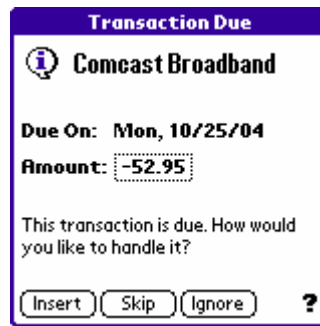 Transaction Due
Comcast Broadband
Due On: Mon, 10/25/04
Amount: -52.95
This transaction is due. How would
you like to handle it?
Insert Skip Ignore ?